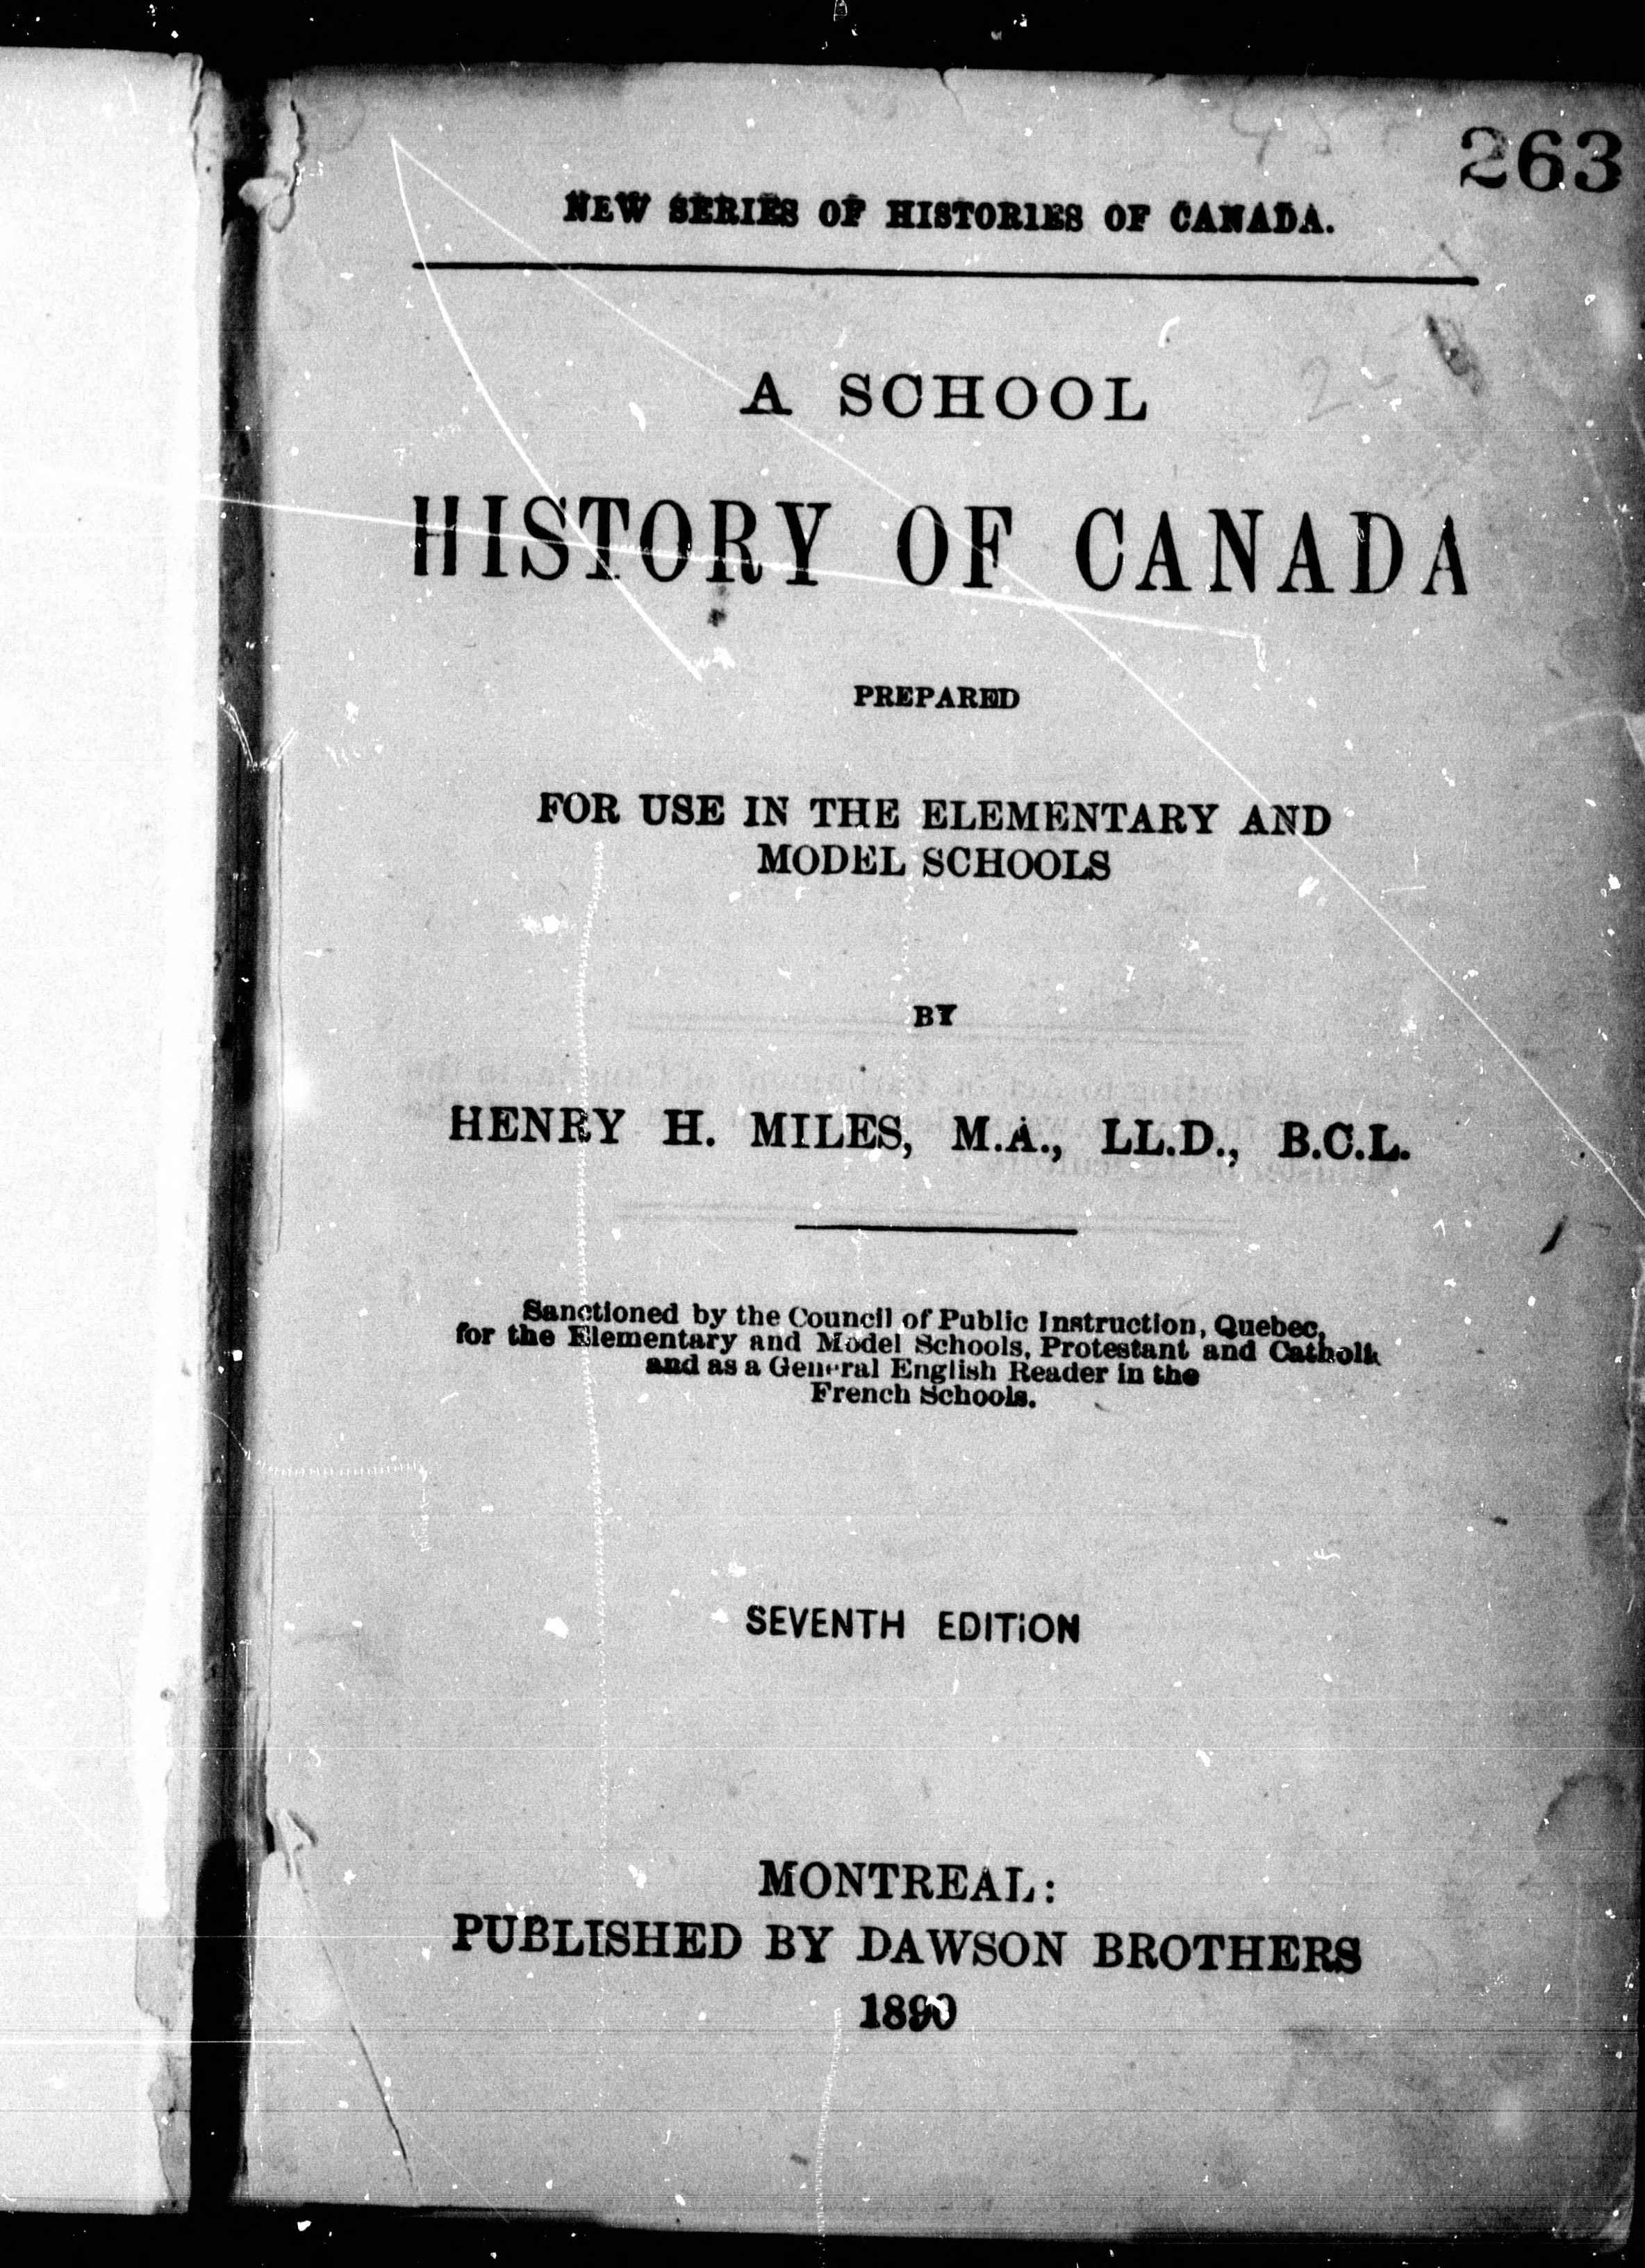 263
NEW SERIES OF HISTORIES OF CANADA.
A SCHOOL
HISTORY OF CANADA
PREPARED
FOR USE IN THE ELEMENTARY AND
MODEL SCHOOLS
BY
HENRY H. MILES, M.A., LL.D., B.C.L.
Sanctioned by the Council of Public Instruction, Quebec,
for the Elementary and Model Schools, Protestant and Catholic
and as a General English Reader in the
French Schools.
SEVENTH EDITION
MONTREAL:
PUBLISHED BY DAWSON BROTHERS
1890